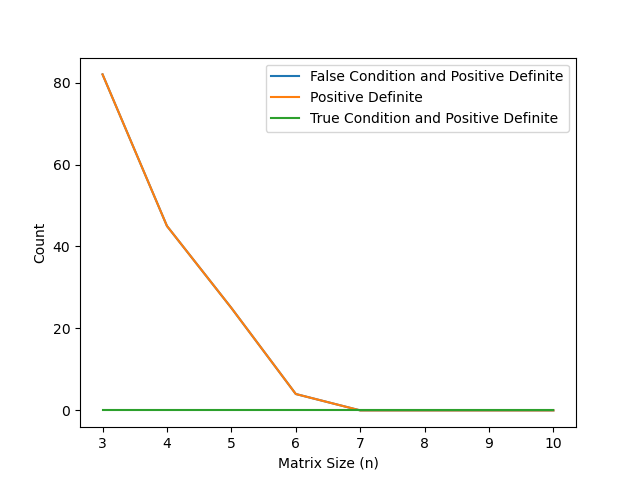 False Condition and Positive Definite
Positive Definite
True Condition and Positive Definite
80
60
40
20
0
Count
3 4 5 6 7 8 9 10
Matrix Size (n)